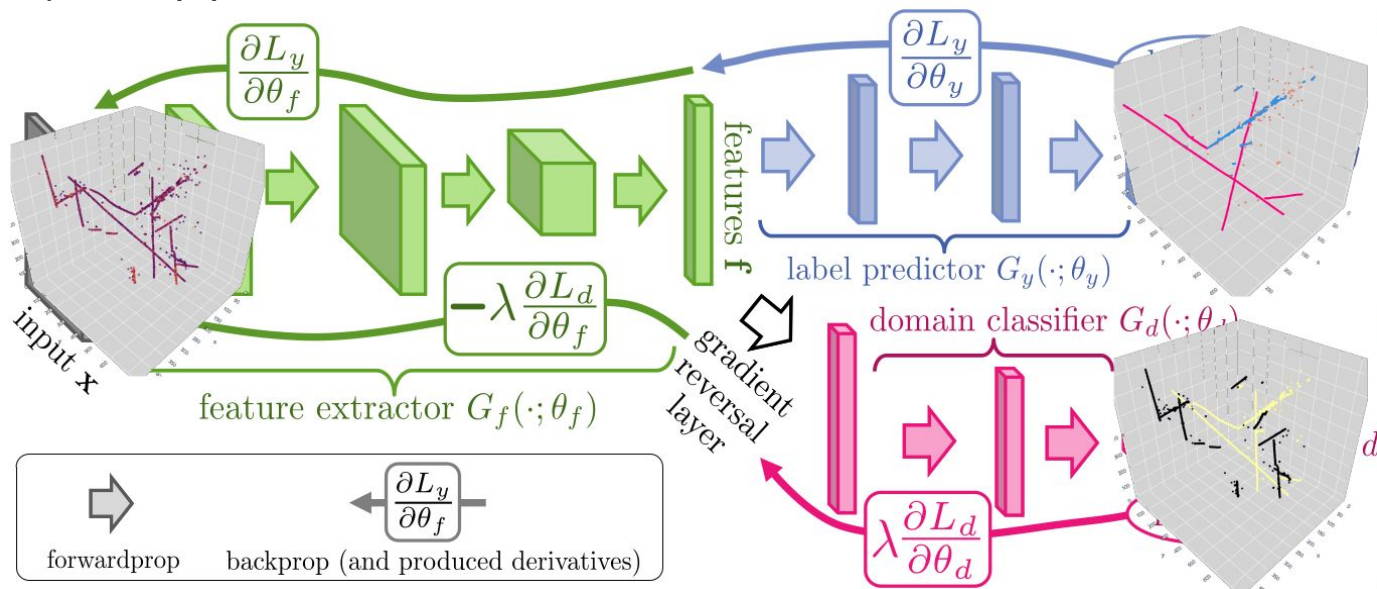 ∂L_y/∂θ_f
∂L_y/∂θ_y
features f
label predictor G_y(·;θ_y)
−λ ∂L_d/∂θ_f
domain classifier G_d(·;θ_d)
input x
feature extractor G_f(·;θ_f)
gradient
reversal
layer
d
λ ∂L_d/∂θ_d
∂L_y/∂θ_f
forwardprop
backprop (and produced derivatives)